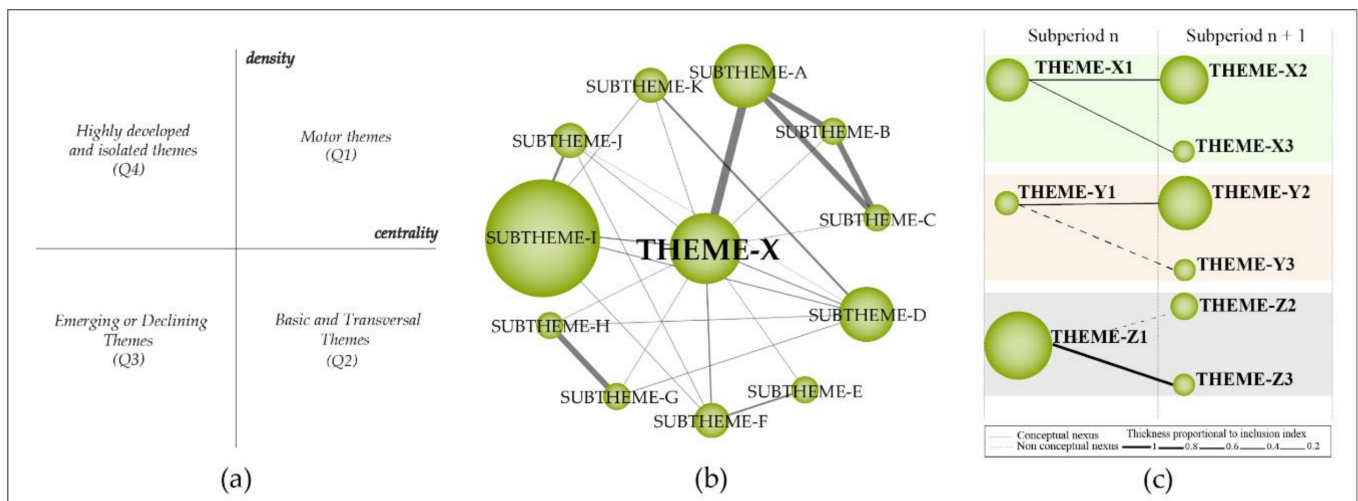 density
Highly developed
and isolated themes
(Q4)
Motor themes
(Q1)
centrality
Emerging or Declining
Themes
(Q3)
Basic and Transversal
Themes
(Q2)
(a)
SUBTHEME-A
SUBTHEME-K
SUBTHEME-B
SUBTHEME-J
SUBTHEME-C
SUBTHEME-I
THEME-X
SUBTHEME-D
SUBTHEME-H
SUBTHEME-E
SUBTHEME-G
SUBTHEME-F
(b)
Subperiod n
Subperiod n + 1
THEME-X1
THEME-X2
THEME-X3
THEME-Y1
THEME-Y2
THEME-Y3
THEME-Z2
THEME-Z1
THEME-Z3
Conceptual nexus
Non conceptual nexus
Thickness proportional to inclusion index
1 0.8 0.6 0.4 0.2
(c)